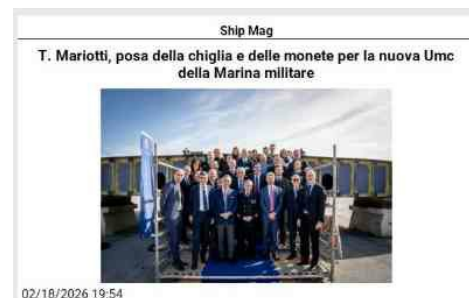 Ship Mag
T. Mariotti, posa della chiglia e delle monete per la nuova Umc
della Marina militare
02/18/2026 19:54